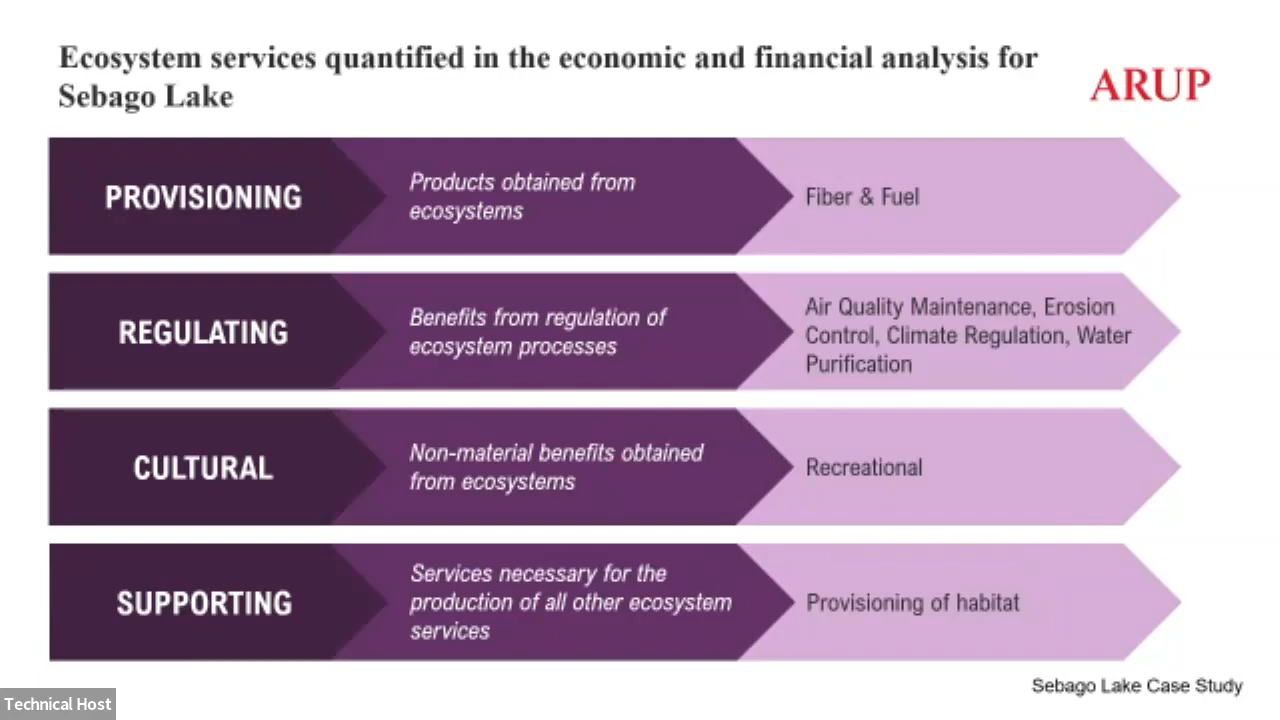 Ecosystem services quantified in the economic and financial analysis for
Sebago Lake
ARUP
PROVISIONING
Products obtained from
ecosystems
Fiber & Fuel
REGULATING
Benefits from regulation of
ecosystem processes
Air Quality Maintenance, Erosion
Control, Climate Regulation, Water
Purification
CULTURAL
Non-material benefits obtained
from ecosystems
Recreational
SUPPORTING
Services necessary for the
production of all other ecosystem
services
Provisioning of habitat
Sebago Lake Case Study
Technical Host